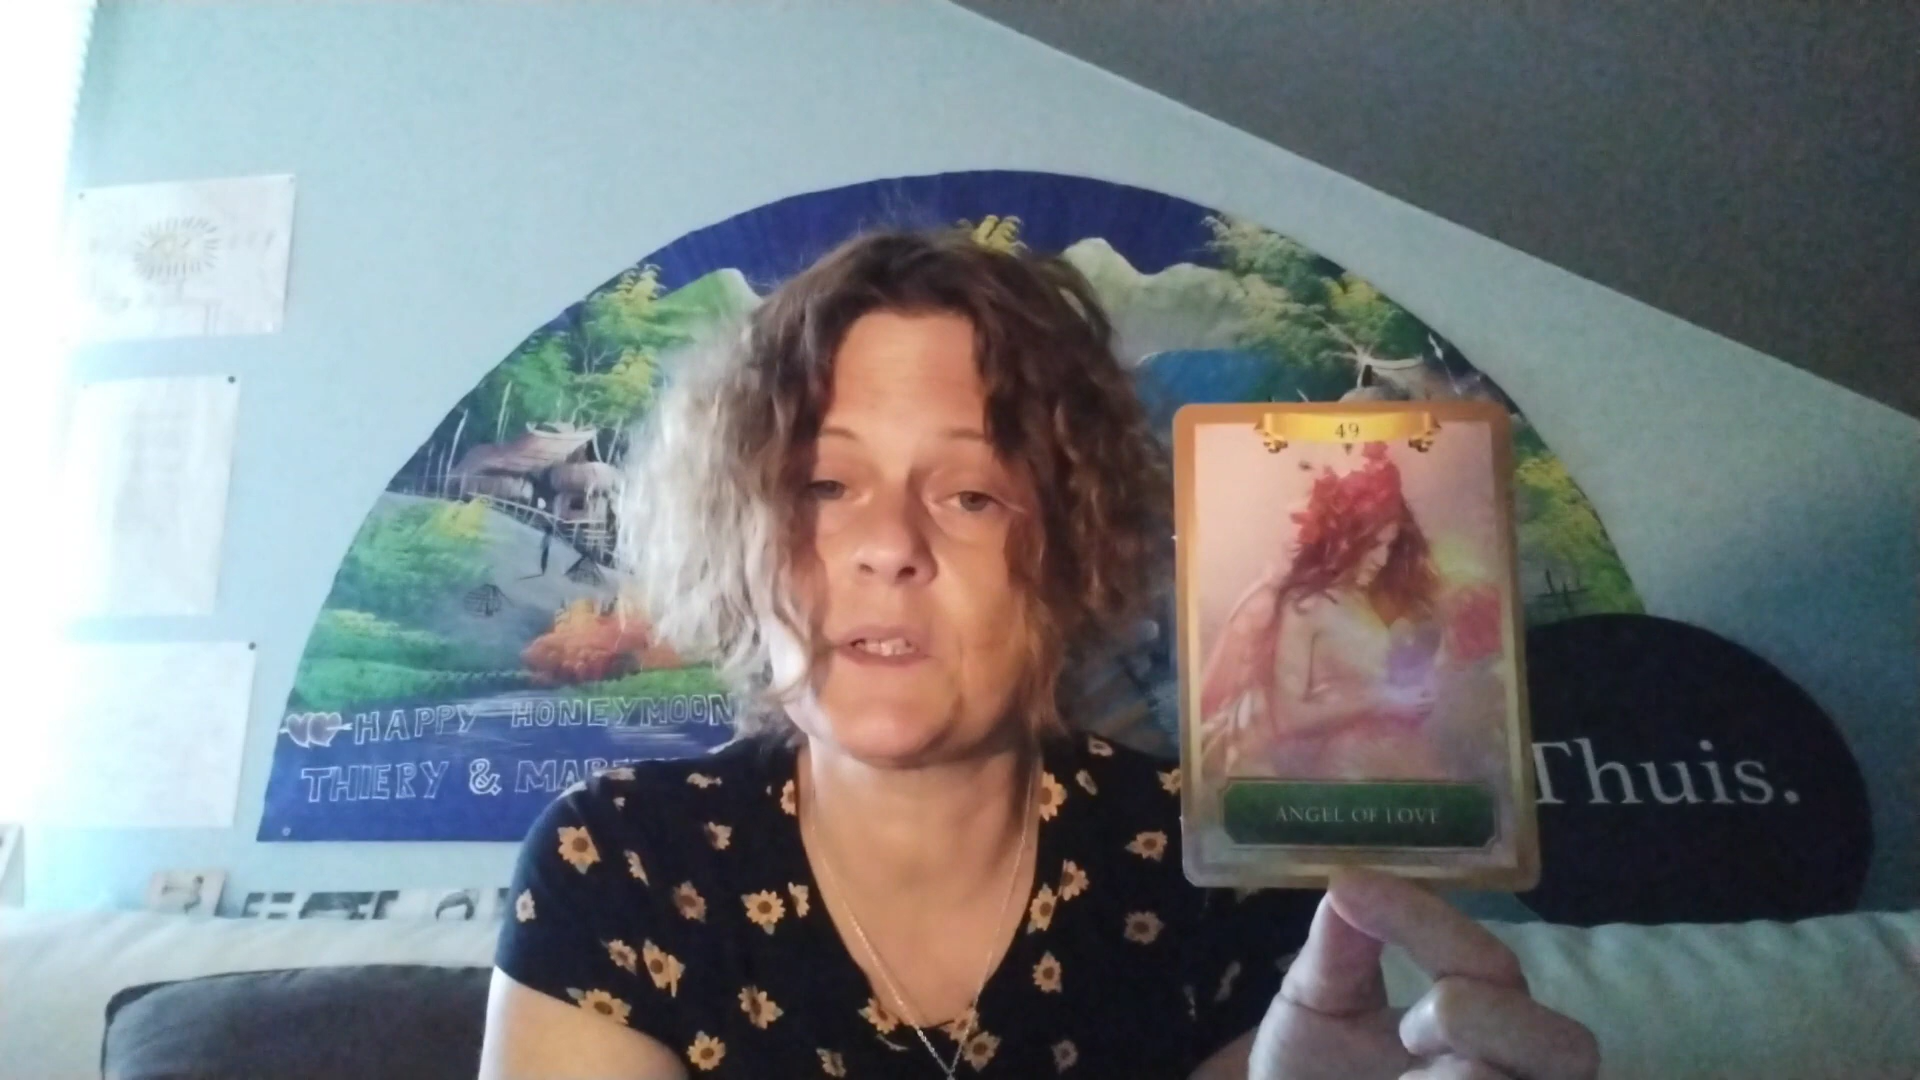 49
ANGEL OF LOVE
HAPPY HONEYMOON
THIERY &
Thuis.